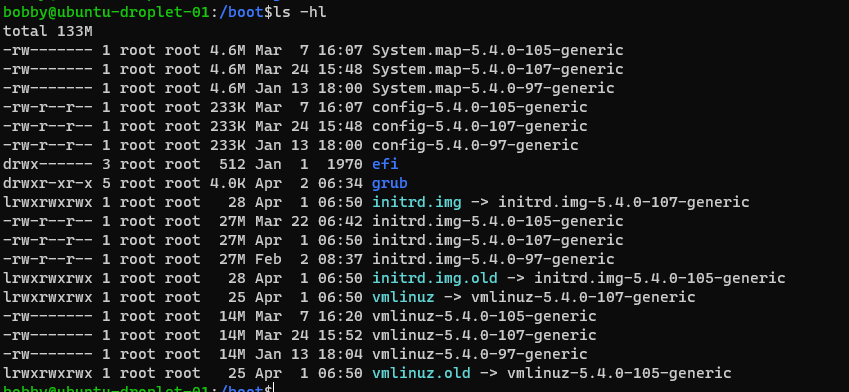 bobby@ubuntu-droplet-01:/boot$ls -hl
total 133M
-rw------- 1 root root 4.6M Mar  7 16:07 System.map-5.4.0-105-generic
-rw------- 1 root root 4.6M Mar 24 15:48 System.map-5.4.0-107-generic
-rw------- 1 root root 4.6M Jan 13 18:00 System.map-5.4.0-97-generic
-rw-r--r-- 1 root root 233K Mar  7 16:07 config-5.4.0-105-generic
-rw-r--r-- 1 root root 233K Mar 24 15:48 config-5.4.0-107-generic
-rw-r--r-- 1 root root 233K Jan 13 18:00 config-5.4.0-97-generic
drwx------ 3 root root  512 Jan  1  1970 efi
drwxr-xr-x 5 root root 4.0K Apr  2 06:34 grub
lrwxrwxrwx 1 root root   28 Apr  1 06:50 initrd.img -> initrd.img-5.4.0-107-generic
-rw-r--r-- 1 root root  27M Mar 22 06:42 initrd.img-5.4.0-105-generic
-rw-r--r-- 1 root root  27M Apr  1 06:50 initrd.img-5.4.0-107-generic
-rw-r--r-- 1 root root  27M Feb  2 08:37 initrd.img-5.4.0-97-generic
lrwxrwxrwx 1 root root   28 Apr  1 06:50 initrd.img.old -> initrd.img-5.4.0-105-generic
lrwxrwxrwx 1 root root   25 Apr  1 06:50 vmlinuz -> vmlinuz-5.4.0-107-generic
-rw------- 1 root root  14M Mar  7 16:20 vmlinuz-5.4.0-105-generic
-rw------- 1 root root  14M Mar 24 15:52 vmlinuz-5.4.0-107-generic
-rw------- 1 root root  14M Jan 13 18:04 vmlinuz-5.4.0-97-generic
lrwxrwxrwx 1 root root   25 Apr  1 06:50 vmlinuz.old -> vmlinuz-5.4.0-105-generic
bobby@ubuntu-droplet-01:/boot$